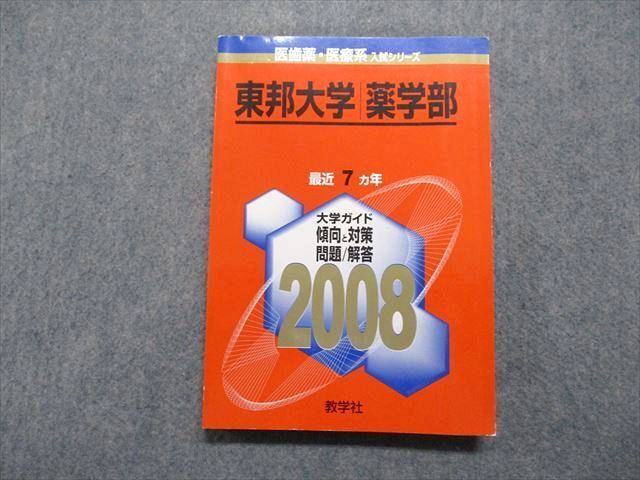 医歯薬・医療系入試シリーズ
東邦大学 薬学部
最近 7 カ年
大学ガイド
傾向と対策
問題/解答
2008
教学社